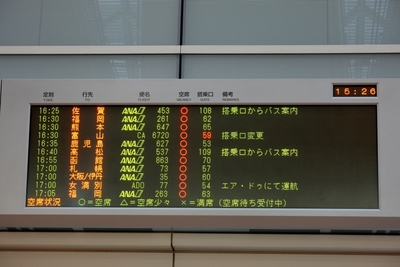 15:26
定刻 行先 便名 空席 搭乗口 備考
TIME TO FLIGHT VACANCY GATE REMARKS
16:25 佐賀 ANA 453 ○ 108 搭乗口からバス案内
16:30 福岡 ANA 261 ○ 62
16:30 熊本 ANA 647 ○ 65
16:30 富山 CA 6720 ○ 59 搭乗口変更
16:35 鹿児島 ANA 627 ○ 53
16:40 高松 ANA 537 ○ 109 搭乗口からバス案内
16:55 函館 ANA 863 ○ 70
17:00 札幌 ANA 73 ○ 57
17:00 大阪/伊丹 ANA 35 ○ 60
17:00 女満別 ADO 77 ○ 54 エア・ドゥにて運航
17:05 福岡 ANA 263 ○ 63
空席状況 ○=空席 △=空席少々 ×=満席(空席待ち受付中)